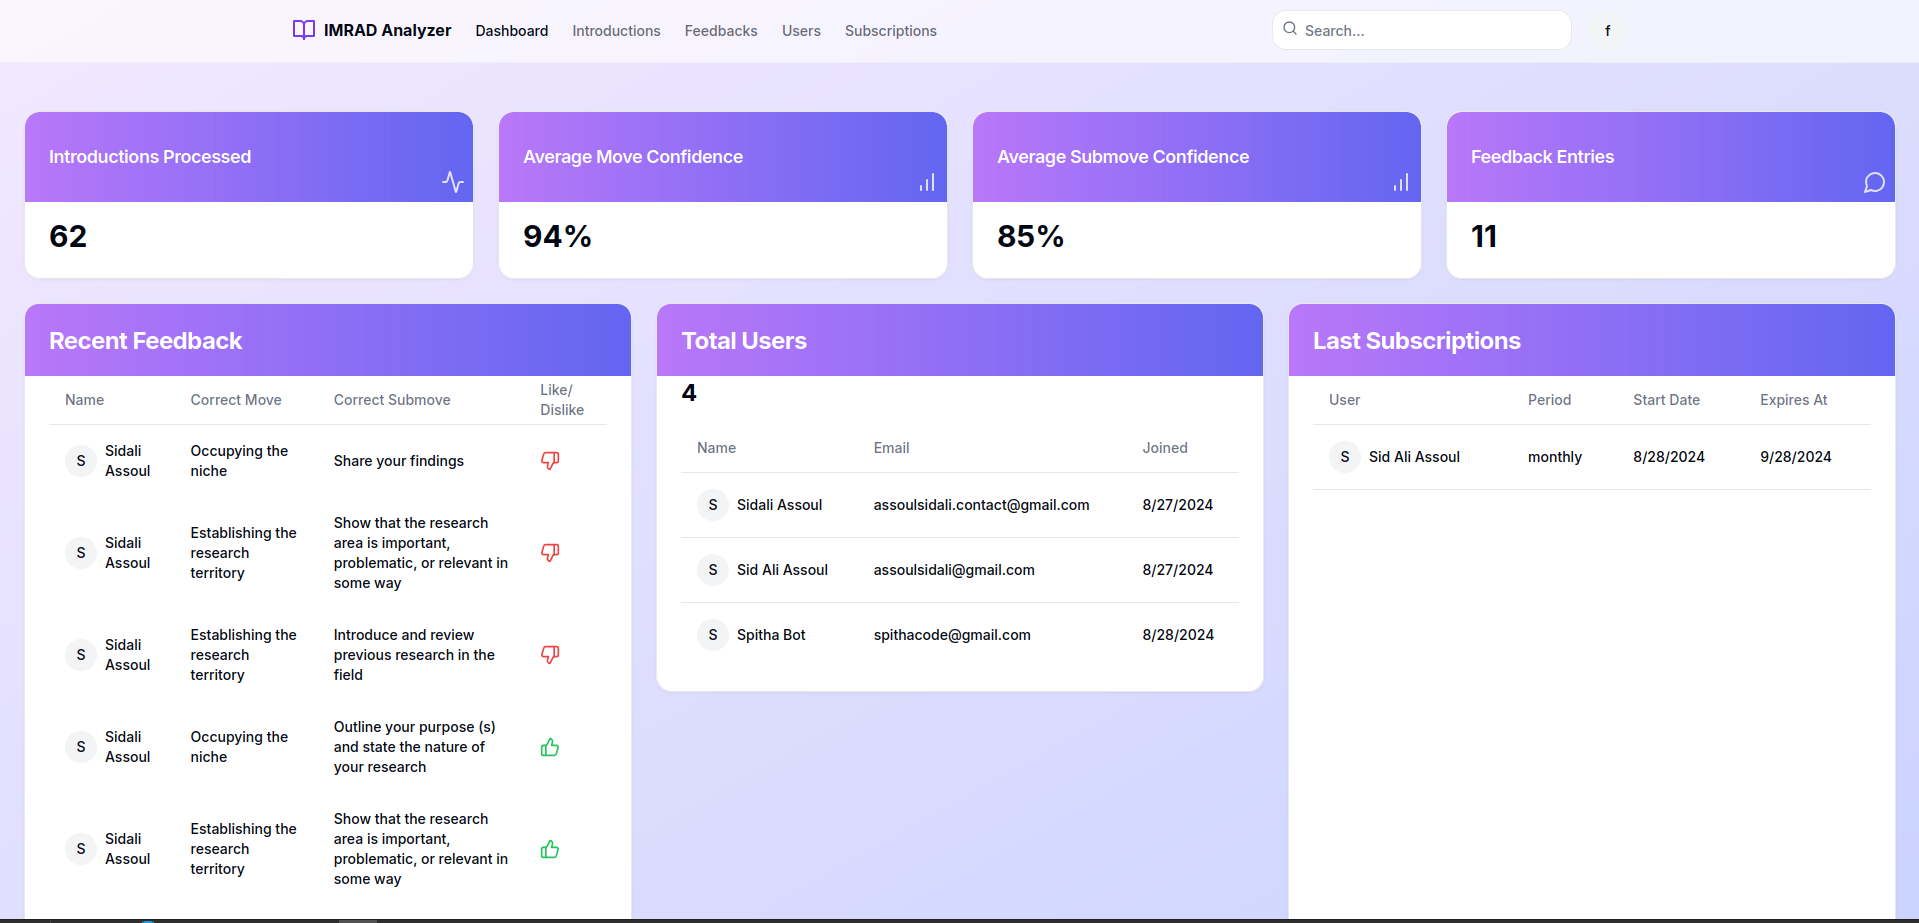 IMRAD Analyzer Dashboard Introductions Feedbacks Users Subscriptions Search... f
Introductions Processed
62
Average Move Confidence
94%
Average Submove Confidence
85%
Feedback Entries
11
Recent Feedback
Name Correct Move Correct Submove Like/
Dislike
S Sidali
Assoul
Occupying the
niche
Share your findings
S Sidali
Assoul
Establishing the
research
territory
Show that the research
area is important,
problematic, or relevant in
some way
S Sidali
Assoul
Establishing the
research
territory
Introduce and review
previous research in the
field
S Sidali
Assoul
Occupying the
niche
Outline your purpose (s)
and state the nature of
your research
S Sidali
Assoul
Establishing the
research
territory
Show that the research
area is important,
problematic, or relevant in
some way
Total Users
4
Name Email Joined
S Sidali Assoul assoulsidali.contact@gmail.com 8/27/2024
S Sid Ali Assoul assoulsidali@gmail.com 8/27/2024
S Spitha Bot spithacode@gmail.com 8/28/2024
Last Subscriptions
User Period Start Date Expires At
S Sid Ali Assoul monthly 8/28/2024 9/28/2024